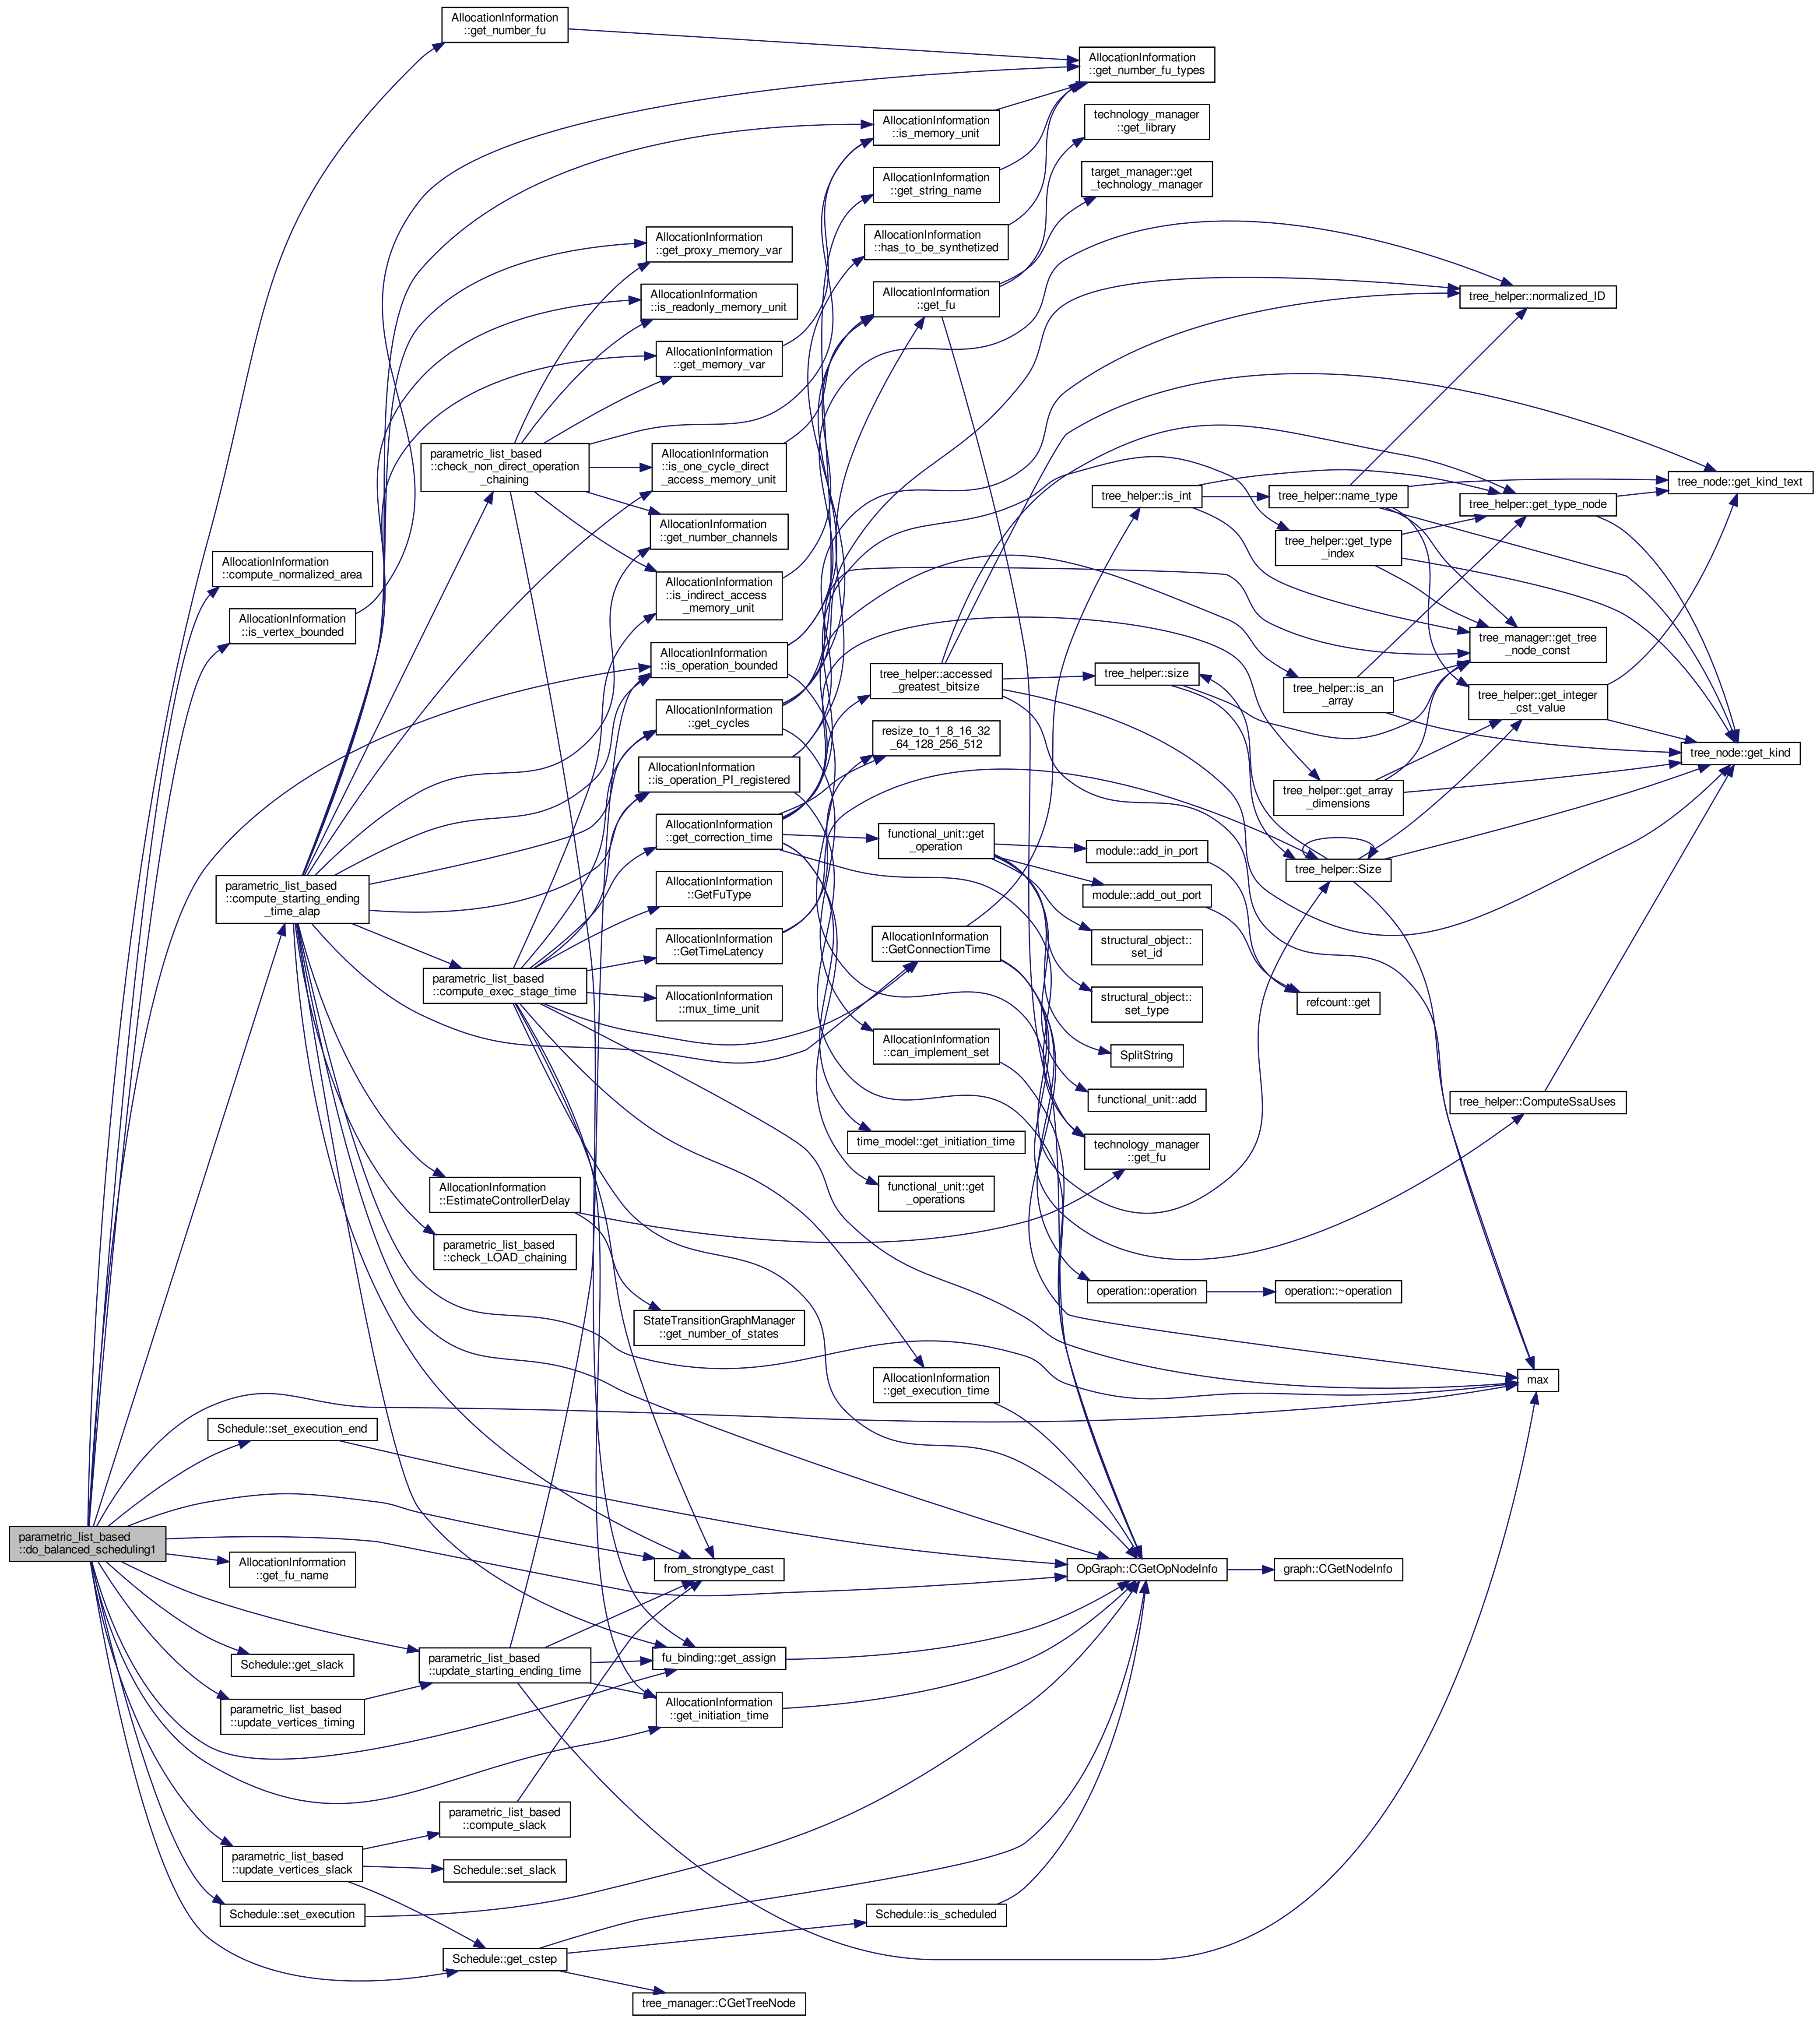 AllocationInformation
::get_number_fu
AllocationInformation
::get_number_fu_types
technology_manager
::get_library
AllocationInformation
::is_memory_unit
target_manager::get
_technology_manager
AllocationInformation
::get_string_name
AllocationInformation
::has_to_be_synthetized
AllocationInformation
::get_proxy_memory_var
AllocationInformation
::is_readonly_memory_unit
AllocationInformation
::get_fu
tree_helper::normalized_ID
AllocationInformation
::get_memory_var
parametric_list_based
::check_non_direct_operation
_chaining
AllocationInformation
::is_one_cycle_direct
_access_memory_unit
tree_helper::is_int
tree_helper::name_type
tree_helper::get_type_node
tree_node::get_kind_text
AllocationInformation
::get_number_channels
tree_helper::get_type
_index
AllocationInformation
::compute_normalized_area
AllocationInformation
::is_indirect_access
_memory_unit
AllocationInformation
::is_vertex_bounded
AllocationInformation
::is_operation_bounded
tree_manager::get_tree
_node_const
tree_helper::accessed
_greatest_bitsize
tree_helper::size
tree_helper::is_an
_array
tree_helper::get_integer
_cst_value
AllocationInformation
::get_cycles
resize_to_1_8_16_32
_64_128_256_512
tree_node::get_kind
AllocationInformation
::is_operation_PI_registered
tree_helper::get_array
_dimensions
AllocationInformation
::get_correction_time
functional_unit::get
_operation
module::add_in_port
tree_helper::Size
parametric_list_based
::compute_starting_ending
_time_alap
AllocationInformation
::GetFuType
module::add_out_port
AllocationInformation
::GetTimeLatency
AllocationInformation
::GetConnectionTime
structural_object::
set_id
parametric_list_based
::compute_exec_stage_time
AllocationInformation
::mux_time_unit
structural_object::
set_type
refcount::get
AllocationInformation
::can_implement_set
SplitString
functional_unit::add
tree_helper::ComputeSsaUses
time_model::get_initiation_time
technology_manager
::get_fu
AllocationInformation
::EstimateControllerDelay
functional_unit::get
_operations
parametric_list_based
::check_LOAD_chaining
operation::operation
operation::~operation
StateTransitionGraphManager
::get_number_of_states
AllocationInformation
::get_execution_time
max
Schedule::set_execution_end
parametric_list_based
::do_balanced_scheduling1
AllocationInformation
::get_fu_name
from_strongtype_cast
OpGraph::CGetOpNodeInfo
graph::CGetNodeInfo
Schedule::get_slack
parametric_list_based
::update_starting_ending_time
fu_binding::get_assign
parametric_list_based
::update_vertices_timing
AllocationInformation
::get_initiation_time
parametric_list_based
::compute_slack
parametric_list_based
::update_vertices_slack
Schedule::set_slack
Schedule::set_execution
Schedule::is_scheduled
Schedule::get_cstep
tree_manager::CGetTreeNode